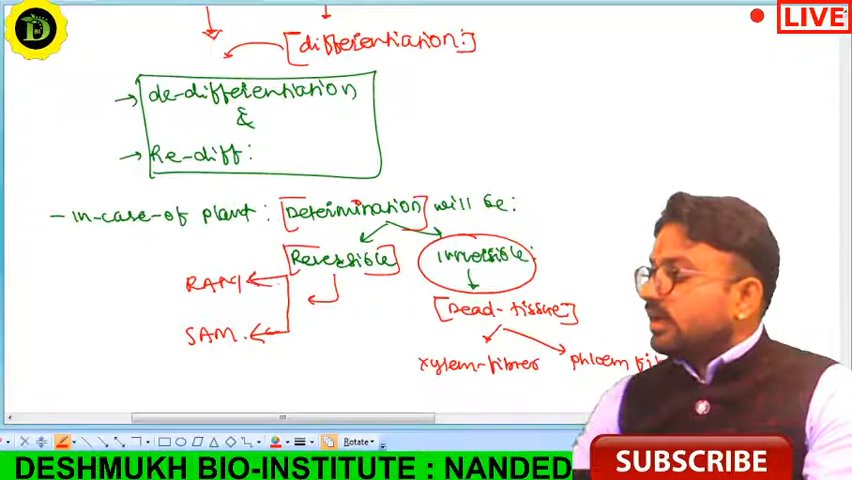 LIVE
D
[differentiation:]
→ de-differentiation
&
→ Re-diff:
- in-case-of plant: [Determination] will be:
[Reversible] irreversible:
RAM
[Dead-tissue]
SAM.
xylem-fibres phloem
Rotate
DESHMUKH BIO-INSTITUTE : NANDED
SUBSCRIBE